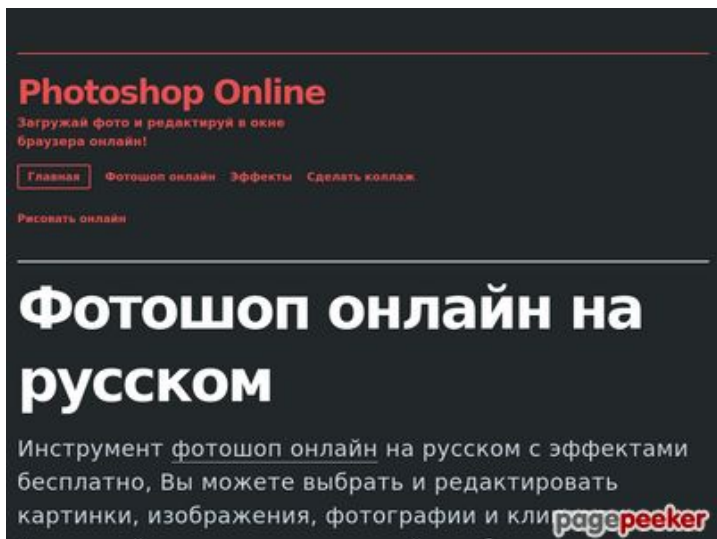 Photoshop Online
Загружай фото и редактируй в окне
браузера онлайн!
Главная Фотошоп онлайн Эффекты Сделать коллаж
Рисовать онлайн
Фотошоп онлайн на
русском
Инструмент фотошоп онлайн на русском с эффектами
бесплатно, Вы можете выбрать и редактировать
картинки, изображения, фотографии и
pagepeeker